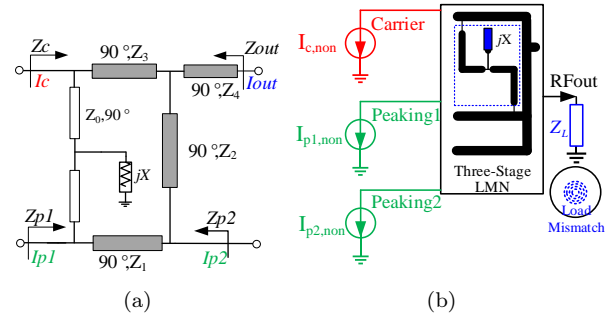 Zc
90 °,Z3
Zout
Ic
90 °,Z4
Iout
Z0,90 °
90 °,Z2
jX
Zp1
Zp2
Ip1
90 °,Z1
Ip2
(a)
Carrier
Ic,non
jX
RFout
Peaking1
ZL
Ip1,non
Three-Stage
LMN
Peaking2
Load
Mismatch
Ip2,non
(b)